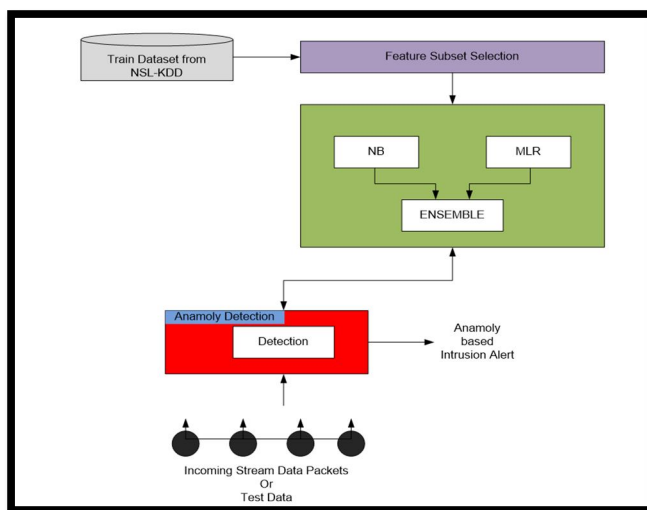 Train Dataset from
NSL-KDD
Feature Subset Selection
NB
MLR
ENSEMBLE
Anamoly Detection
Detection
Anamoly
based
Intrusion Alert
Incoming Stream Data Packets
Or
Test Data